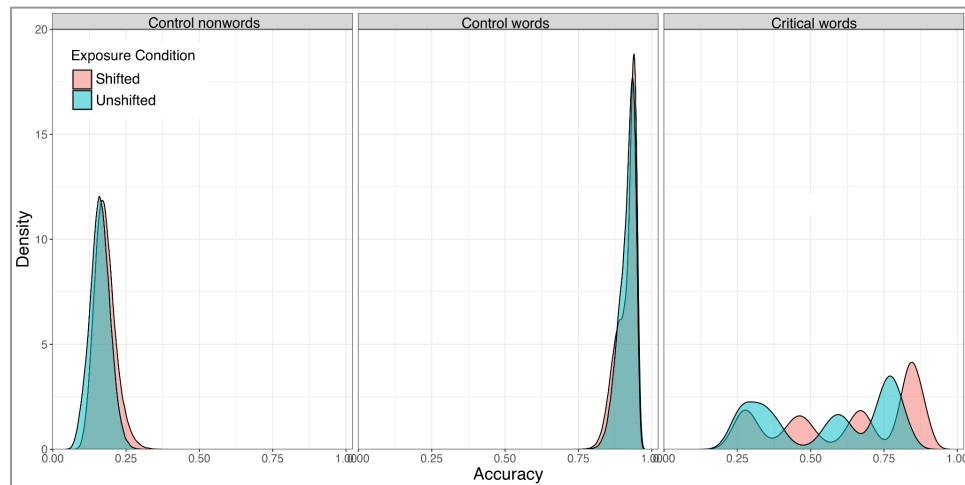 Control nonwords
Control words
Critical words
Exposure Condition
Shifted
Unshifted
Density
20
15
10
5
0
0.00 0.25 0.50 0.75 1.00
0.00 0.25 0.50 0.75 1.00
0.00 0.25 0.50 0.75 1.00
Accuracy